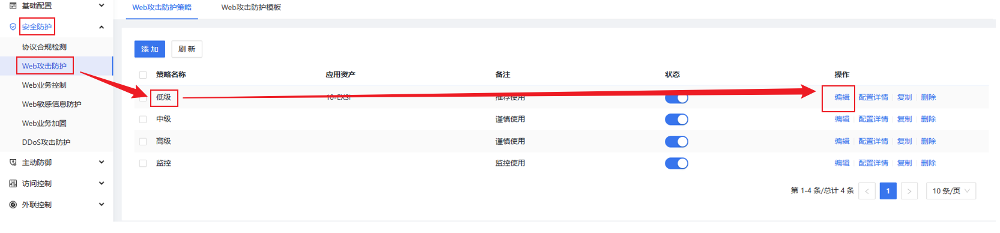 基础配置
安全防护
协议合规检测
Web攻击防护
Web业务控制
Web敏感信息防护
Web业务加固
DDoS攻击防护
主动防御
访问控制
外联控制
Web攻击防护策略 Web攻击防护模板
添加 刷新
策略名称 应用资产 备注 状态 操作
低级 推荐使用 编辑 配置详情 复制 删除
中级 谨慎使用 编辑 配置详情 复制 删除
高级 谨慎使用 编辑 配置详情 复制 删除
监控 监控使用 编辑 配置详情 复制 删除
第 1-4 条/总计 4 条 < 1 > 10 条/页